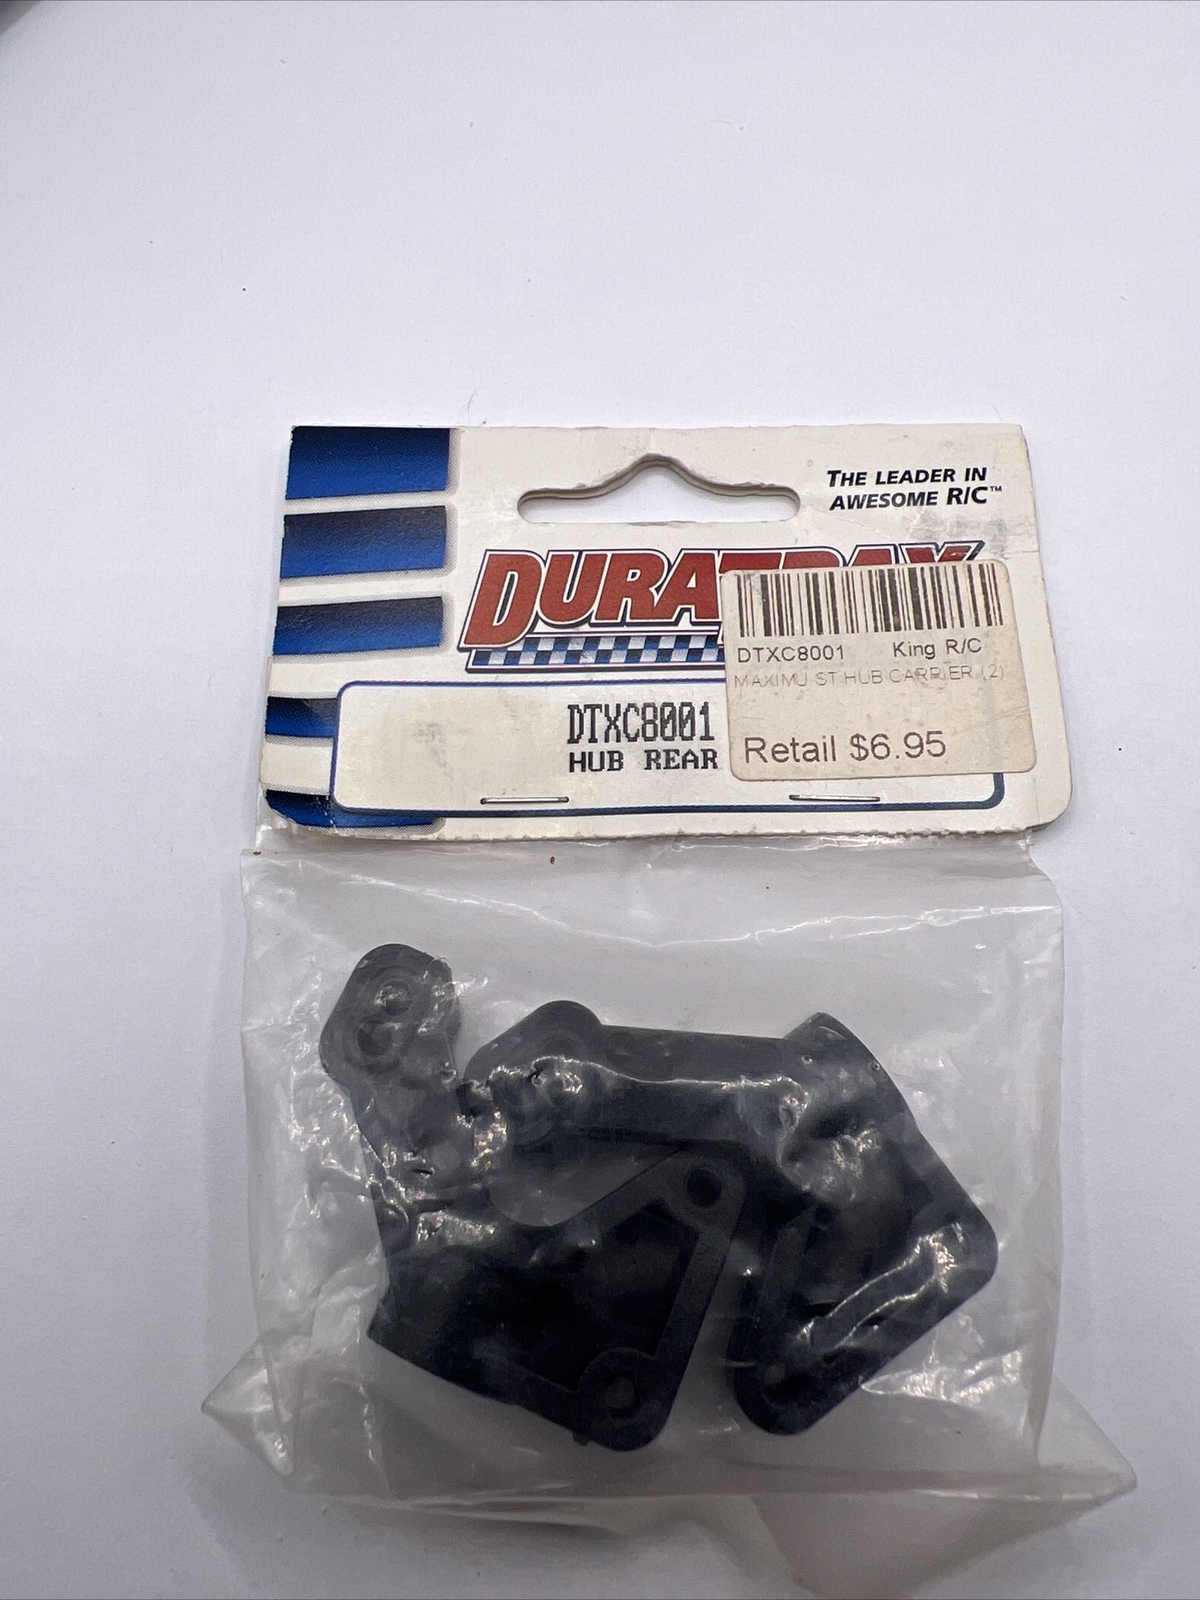 THE LEADER IN
AWESOME R/C™
DURATRAX
DTXC8001 King R/C
MAXIMU ST HUB CARRIER (2)
Retail $6.95
DTXC8001
HUB REAR